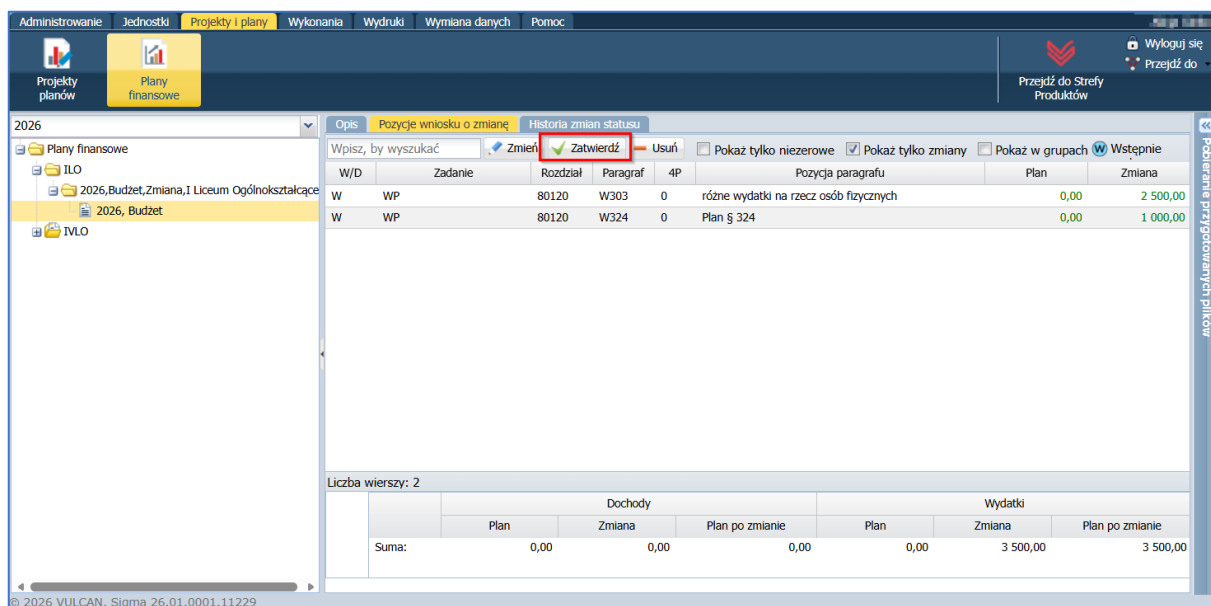 Administrowanie Jednostki Projekty i plany Wykonania Wydruki Wymiana danych Pomoc
Wyloguj się
Przejdź do
Projekty planów
Plany finansowe
Przejdź do Strefy Produktów
2026
Opis Pozycje wniosku o zmianę Historia zmian statusu
Wpisz, by wyszukać Zmień Zatwierdź Usuń Pokaż tylko niezerowe Pokaż tylko zmiany Pokaż w grupach W Wstępnie
Plany finansowe
ILO
2026,Budżet,Zmiana,I Liceum Ogólnokształcące
2026, Budżet
IVLO
W/D Zadanie Rozdział Paragraf 4P Pozycja paragrafu Plan Zmiana
W WP 80120 W303 0 różne wydatki na rzecz osób fizycznych 0,00 2 500,00
W WP 80120 W324 0 Plan § 324 0,00 1 000,00
Pobieranie przygotowanych plików
Liczba wierszy: 2
Dochody Wydatki
Plan Zmiana Plan po zmianie Plan Zmiana Plan po zmianie
Suma: 0,00 0,00 0,00 0,00 3 500,00 3 500,00
© 2026 VULCAN, Sigma 26.01.0001.11229